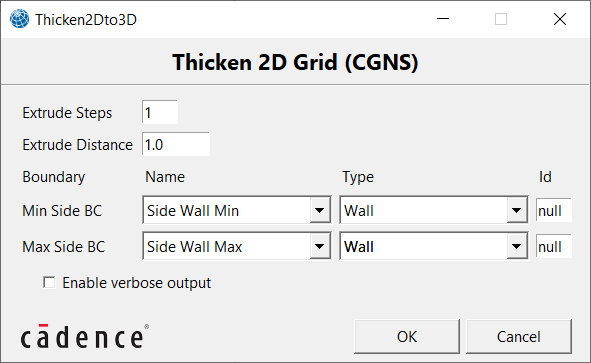 Thicken2Dto3D
Thicken 2D Grid (CGNS)
Extrude Steps 1
Extrude Distance 1.0
Boundary Name Type Id
Min Side BC Side Wall Min Wall null
Max Side BC Side Wall Max Wall null
Enable verbose output
cādence® OK Cancel